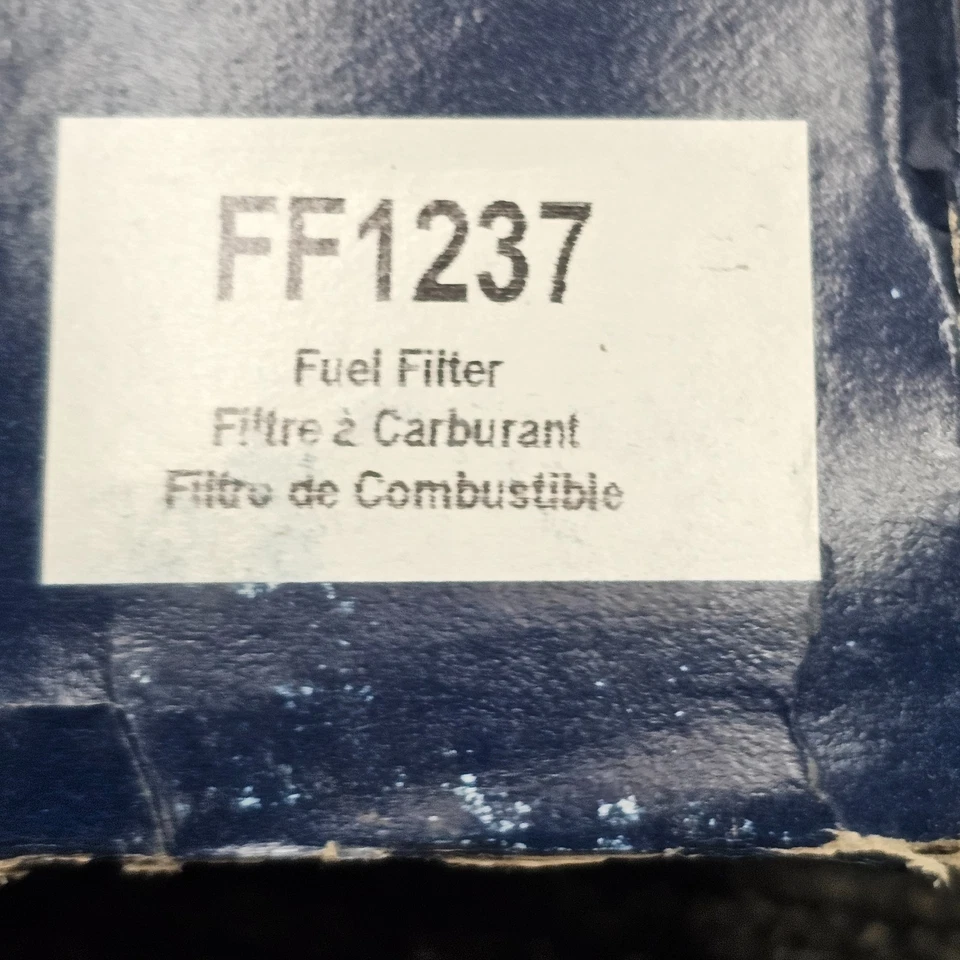 FF1237
Fuel Filter
Filtre à Carburant
Filtro de Combustible